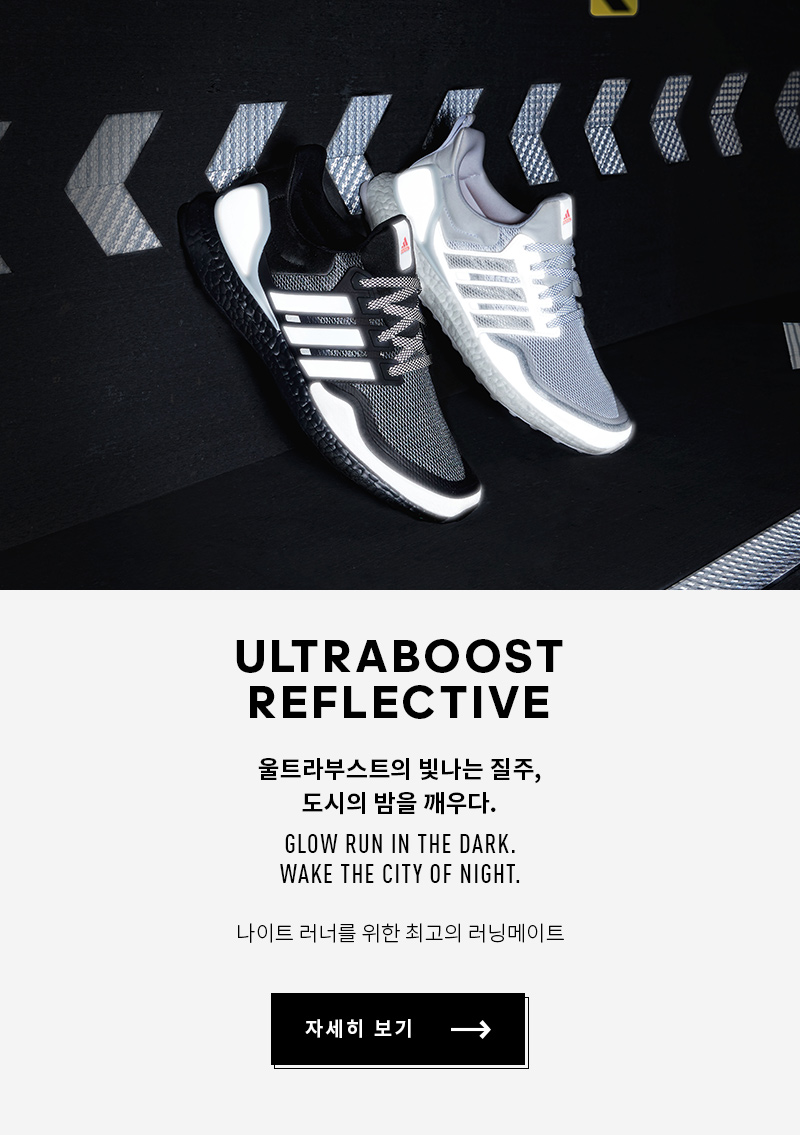 ULTRABOOST
REFLECTIVE
울트라부스트의 빛나는 질주,
도시의 밤을 깨우다.
GLOW RUN IN THE DARK.
WAKE THE CITY OF NIGHT.
나이트 러너를 위한 최고의 러닝메이트
자세히 보기